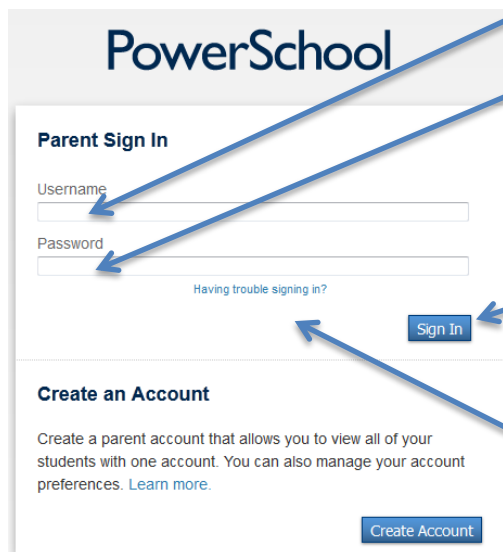 PowerSchool
Parent Sign In
Username
Password
Having trouble signing in?
Sign In
Create an Account
Create a parent account that allows you to view all of your
students with one account. You can also manage your account
preferences. Learn more.
Create Account